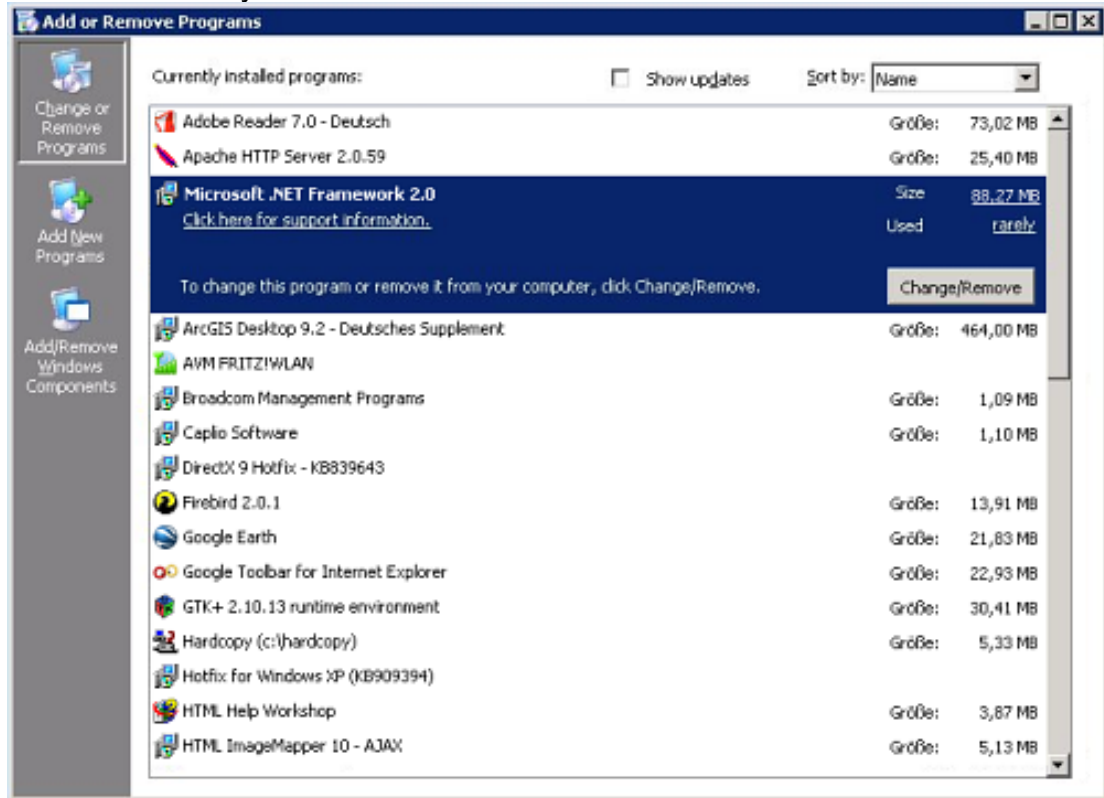 Add or Remove Programs
Change or
Remove
Programs
Add New
Programs
Add/Remove
Windows
Components
Currently installed programs: Show updates Sort by: Name
Adobe Reader 7.0 - Deutsch Größe: 73,02 MB
Apache HTTP Server 2.0.59 Größe: 25,40 MB
Microsoft .NET Framework 2.0 Size 88,27 MB
Click here for support information. Used rarely
To change this program or remove it from your computer, click Change/Remove. Change/Remove
ArcGIS Desktop 9.2 - Deutsches Supplement Größe: 464,00 MB
AVM FRITZ!WLAN
Broadcom Management Programs Größe: 1,09 MB
Caplio Software Größe: 1,10 MB
DirectX 9 Hotfix - KB839643
Firebird 2.0.1 Größe: 13,91 MB
Google Earth Größe: 21,83 MB
Google Toolbar for Internet Explorer Größe: 22,93 MB
GTK+ 2.10.13 runtime environment Größe: 30,41 MB
Hardcopy (c:\hardcopy) Größe: 5,33 MB
Hotfix for Windows XP (KB909394)
HTML Help Workshop Größe: 3,87 MB
HTML ImageMapper 10 - AJAX Größe: 5,13 MB